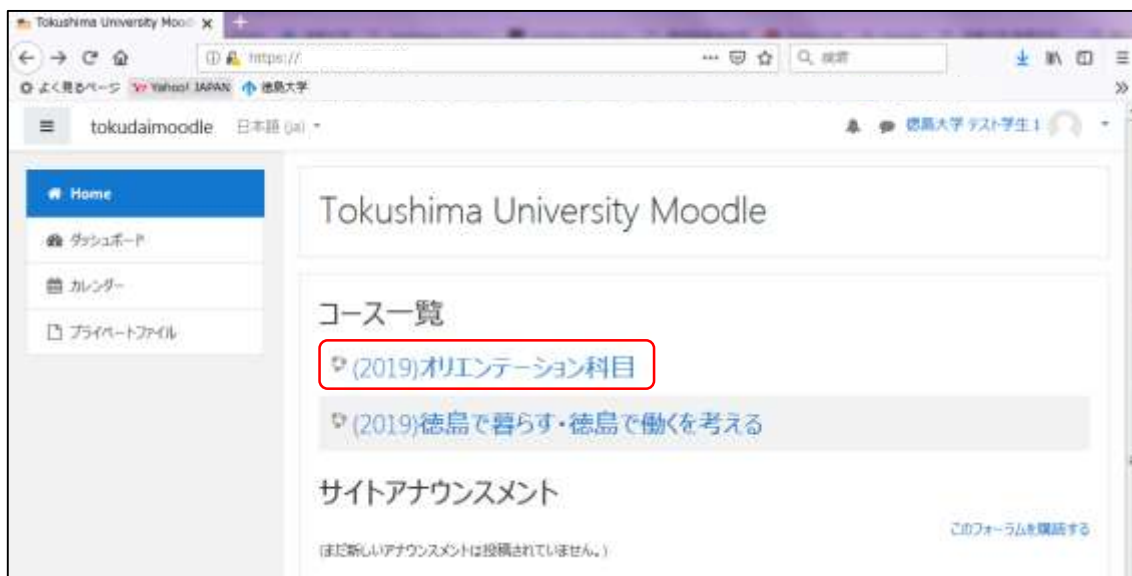 Tokushima University Mood
https://
検索
よく見るページ Yahoo! JAPAN 徳島大学
tokudaimoodle 日本語 (ja)
徳島大学 テスト学生 1
Home
ダッシュボード
カレンダー
プライベートファイル
Tokushima University Moodle
コース一覧
(2019)オリエンテーション科目
(2019)徳島で暮らす・徳島で働くを考える
サイトアナウンスメント
このフォーラムを購読する
(まだ新しいアナウンスメントは投稿されていません。)